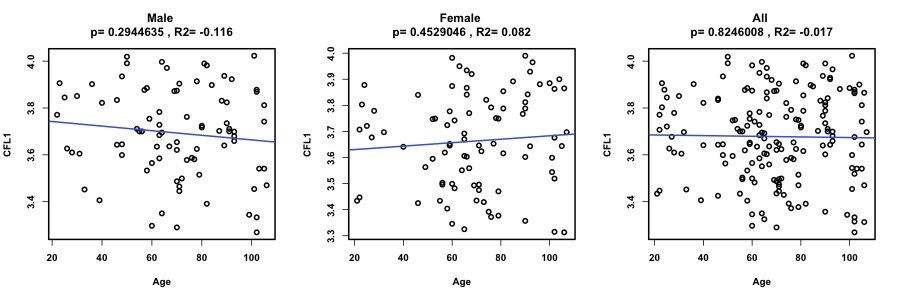 Male
p= 0.2944635 , R2= -0.116
CFL1
4.0
3.8
3.6
3.4
20 40 60 80 100
Age
Female
p= 0.4529046 , R2= 0.082
CFL1
4.0
3.9
3.8
3.7
3.6
3.5
3.4
3.3
20 40 60 80 100
Age
All
p= 0.8246008 , R2= -0.017
CFL1
4.0
3.8
3.6
3.4
20 40 60 80 100
Age